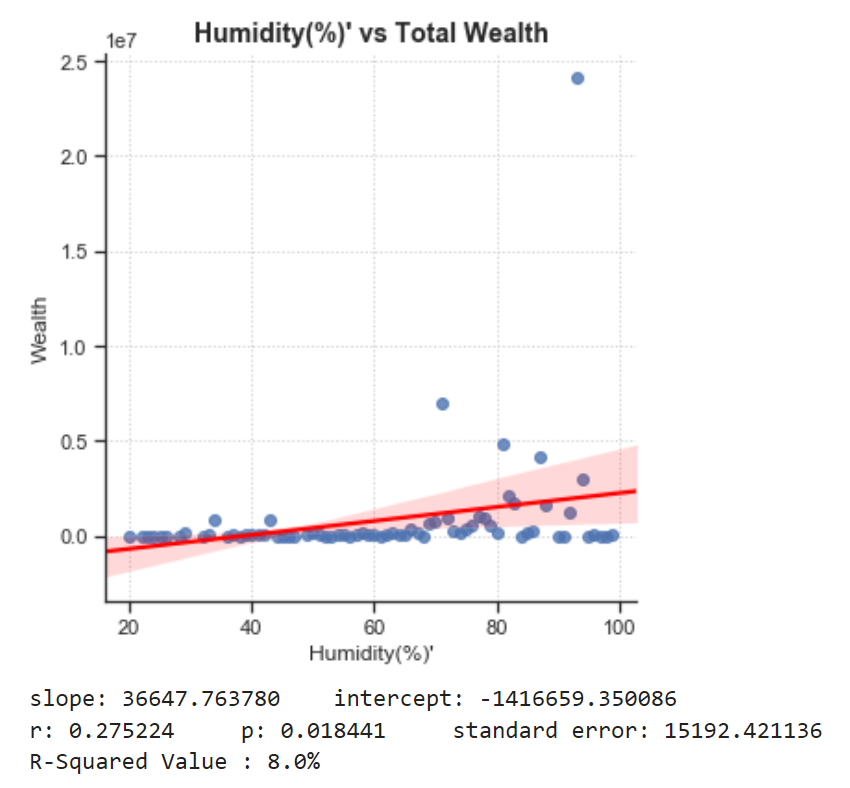 Humidity(%)' vs Total Wealth
1e7
2.5
2.0
1.5
1.0
0.5
0.0
Wealth
20 40 60 80 100
Humidity(%)'
slope: 36647.763780 intercept: -1416659.350086
r: 0.275224 p: 0.018441 standard error: 15192.421136
R-Squared Value : 8.0%